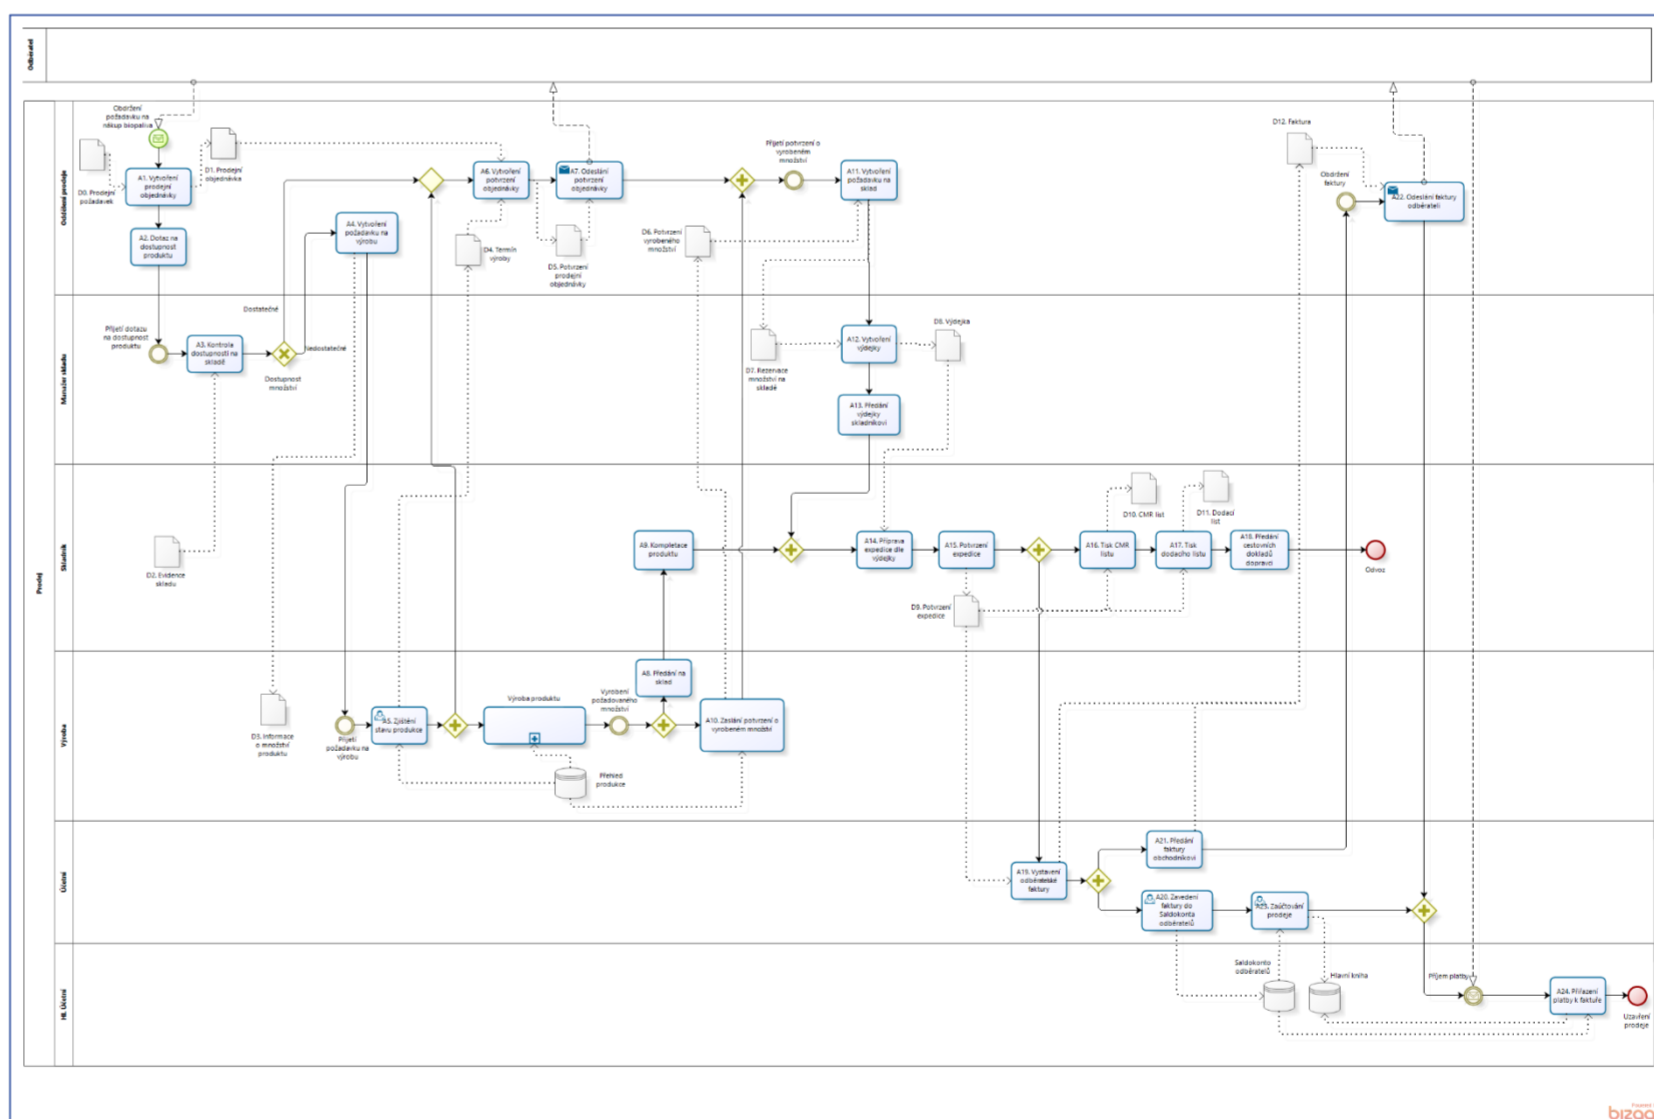 Odběratel
Prodej
Oddělení prodeje
Obdržení
požadavku na
nákup biopaliva
D0. Prodejní
požadavek
A1. Vytvoření
prodejní
objednávky
D1. Prodejní
objednávka
A2. Dotaz na
dostupnost
produktu
A4. Vytvoření
požadavku na
výrobu
A6. Vytvoření
potvrzení
objednávky
A7. Odeslání
potvrzení
objednávky
D4. Termín
výroby
D5. Potvrzení
prodejní
objednávky
D6. Potvrzení
vyrobeného
množství
Přijetí potvrzení o
vyrobeném
množství
A11. Vytvoření
požadavku na
sklad
D12. Faktura
Obdržení
faktury
A22. Odeslání faktury
odběrateli
Manažer skladu
Přijetí dotazu
na dostupnost
produktu
A3. Kontrola
dostupnosti na
skladě
Dostatečné
Nedostatečné
Dostupnost
množství
D7. Rezervace
množství na
skladě
A12. Vytvoření
výdejky
D8. Výdejka
A13. Předání
výdejky
skladníkovi
Skladník
D2. Evidence
skladu
A9. Kompletace
produktu
A14. Příprava
expedice dle
výdejky
A15. Potvrzení
expedice
D9. Potvrzení
expedice
D10. CMR list
D11. Dodací
list
A16. Tisk CMR
listu
A17. Tisk
dodacího listu
A18. Předání
cestovních
dokladů
dopravci
Odvoz
Výroba
D3. Informace
o množství
produktu
Přijetí
požadavku na
výrobu
A5. Zjištění
stavu produkce
Výroba produktu
Vyrobení
požadovaného
množství
A8. Předání na
sklad
A10. Zaslání potvrzení o
vyrobeném množství
Přehled
produkce
Účetní
A19. Vystavení
odběratelské
faktury
A21. Předání
faktury
obchodníkovi
A20. Zavedení
faktury do
Saldokonta
odběratelů
A23. Zaúčtování
prodeje
Hl. Účetní
Saldokonto
odběratelů
Hlavní kniha
Příjem platby
A24. Přiřazení
platby k faktuře
Uzavření
prodeje